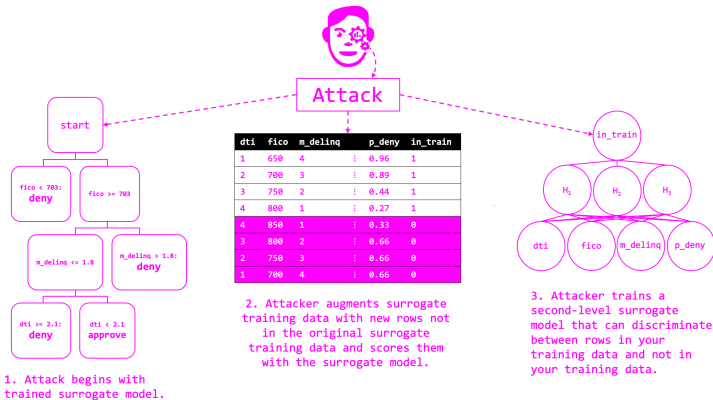 Attack
start
fico < 703:
deny
fico >= 703
m_delinq <= 1.8
m_delinq > 1.8:
deny
dti >= 2.1:
deny
dti < 2.1
approve
1. Attack begins with
trained surrogate model.
dti fico m_delinq p_deny in_train
1 650 4 ⋮ 0.96 1
2 700 3 ⋮ 0.89 1
3 750 2 ⋮ 0.44 1
4 800 1 ⋮ 0.27 1
4 850 1 ⋮ 0.33 0
3 800 2 ⋮ 0.66 0
2 750 3 ⋮ 0.66 0
1 700 4 ⋮ 0.66 0
2. Attacker augments surrogate
training data with new rows not
in the original surrogate
training data and scores them
with the surrogate model.
in_train
H₁ H₂ H₃
dti fico m_delinq p_deny
3. Attacker trains a
second-level surrogate
model that can discriminate
between rows in your
training data and not in
your training data.